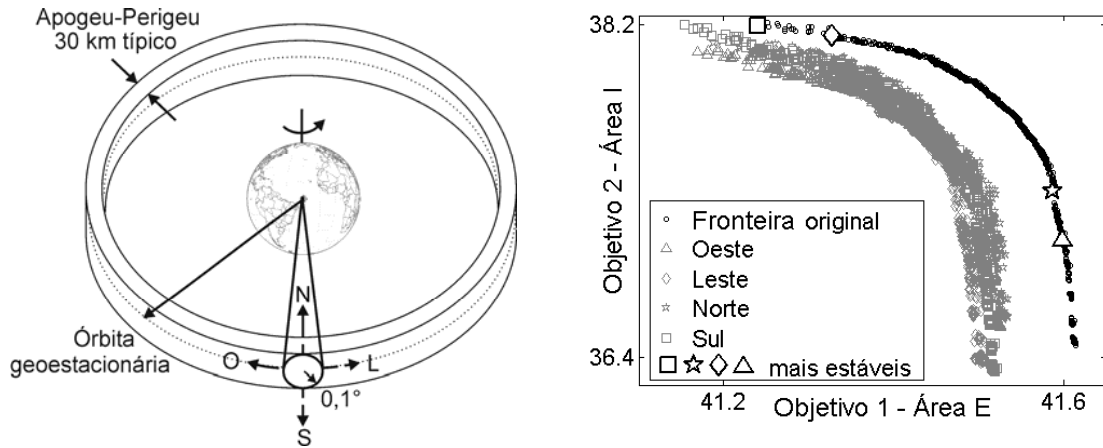 Apogeu-Perigeu
30 km típico
N
O
L
0,1°
S
Órbita
geoestacionária
38.2
36.4
Objetivo 2 - Área I
Fronteira original
Oeste
Leste
Norte
Sul
mais estáveis
41.2
41.6
Objetivo 1 - Área E